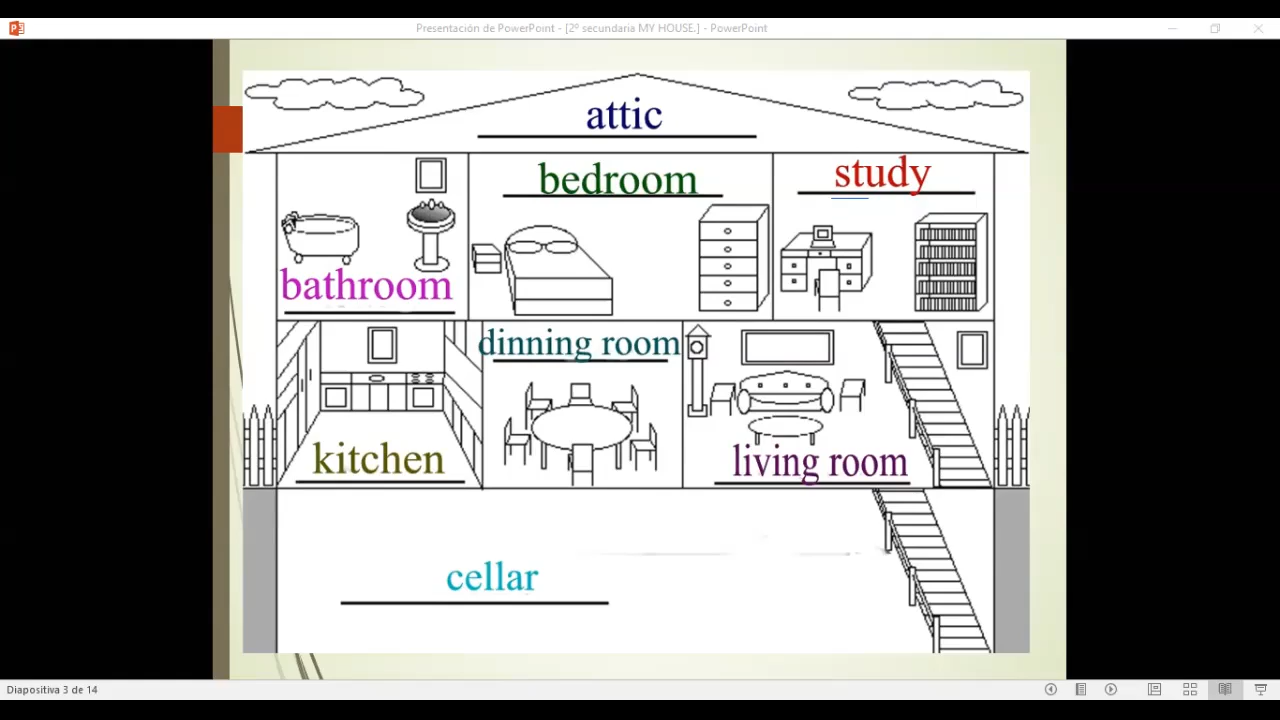 Presentación de PowerPoint - [2º secundaria MY HOUSE.] - PowerPoint
attic
bedroom
study
bathroom
dinning room
kitchen
living room
cellar
Diapositiva 3 de 14